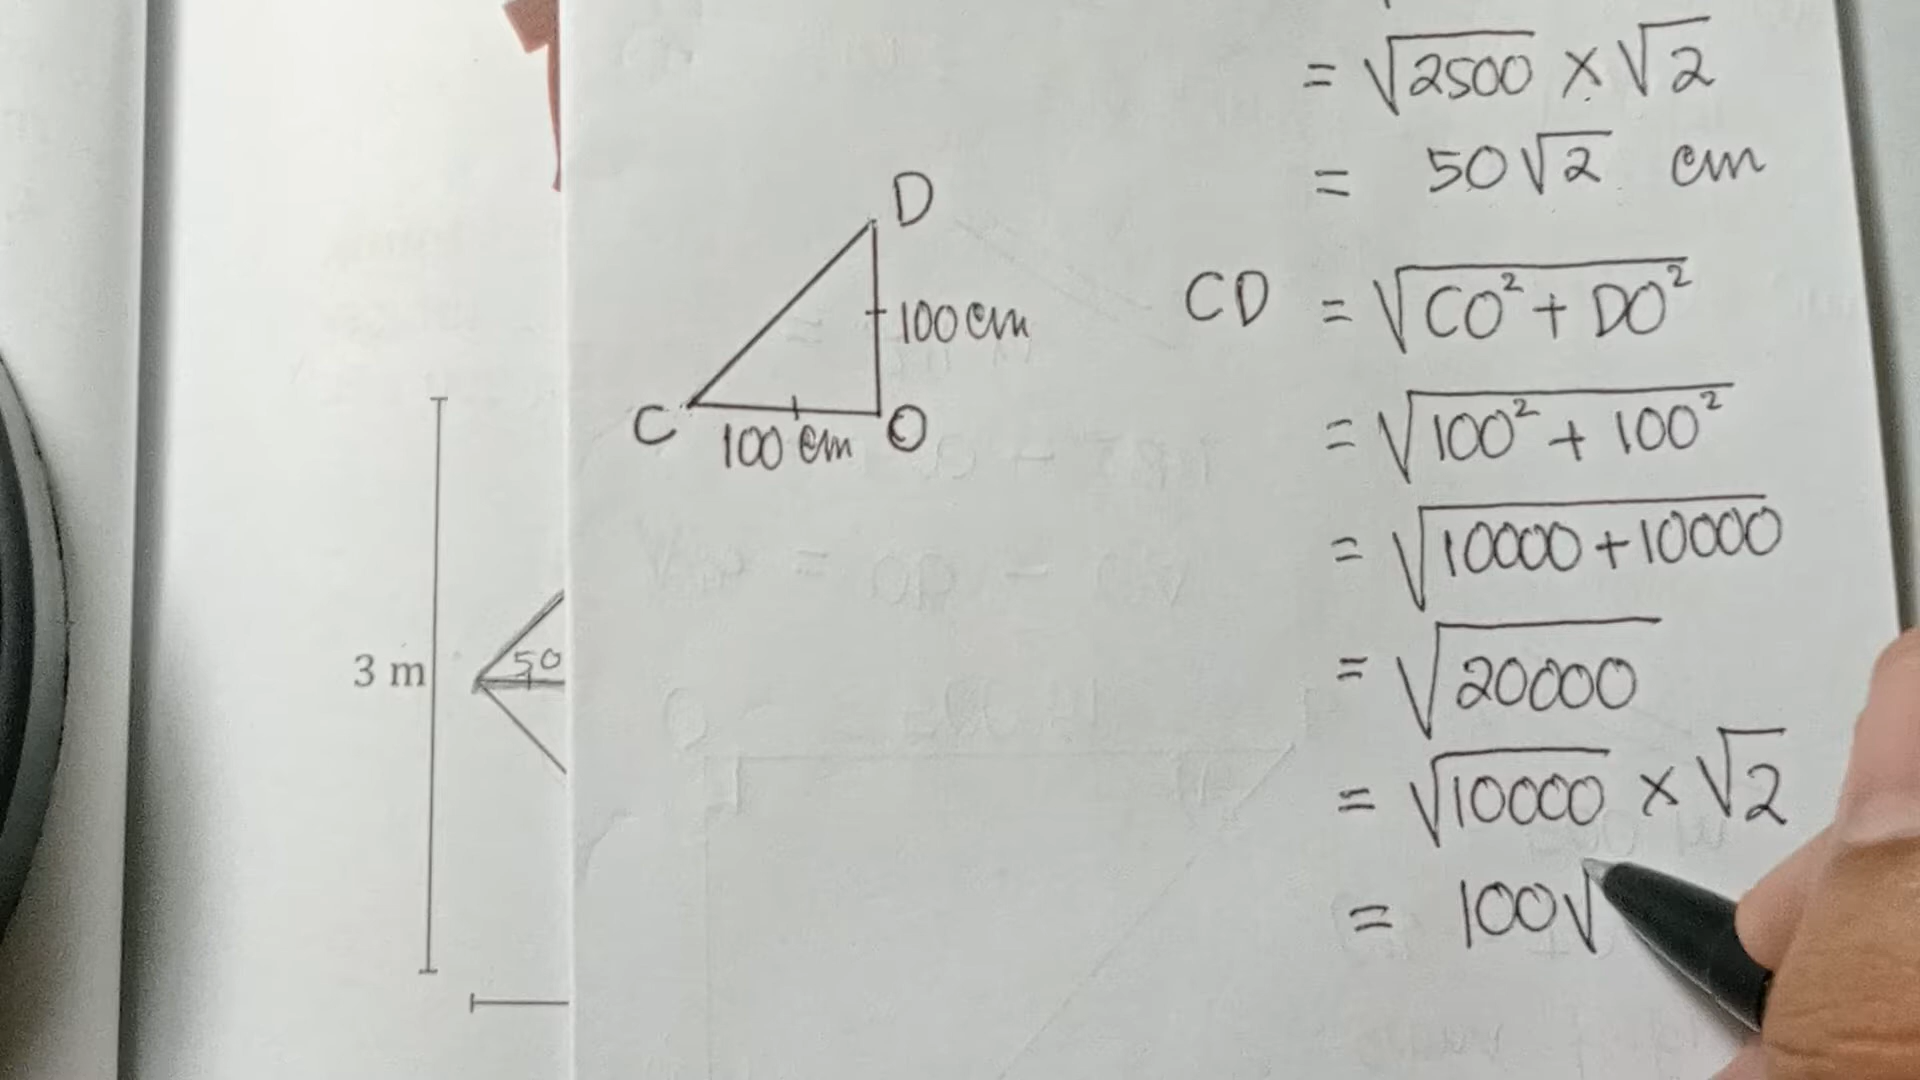 = √2500 × √2
= 50√2 cm
D
100 cm
C
100 cm
O
CD = √CO² + DO²
= √100² + 100²
= √10000 + 10000
= √20000
= √10000 × √2
= 100√
3 m
50